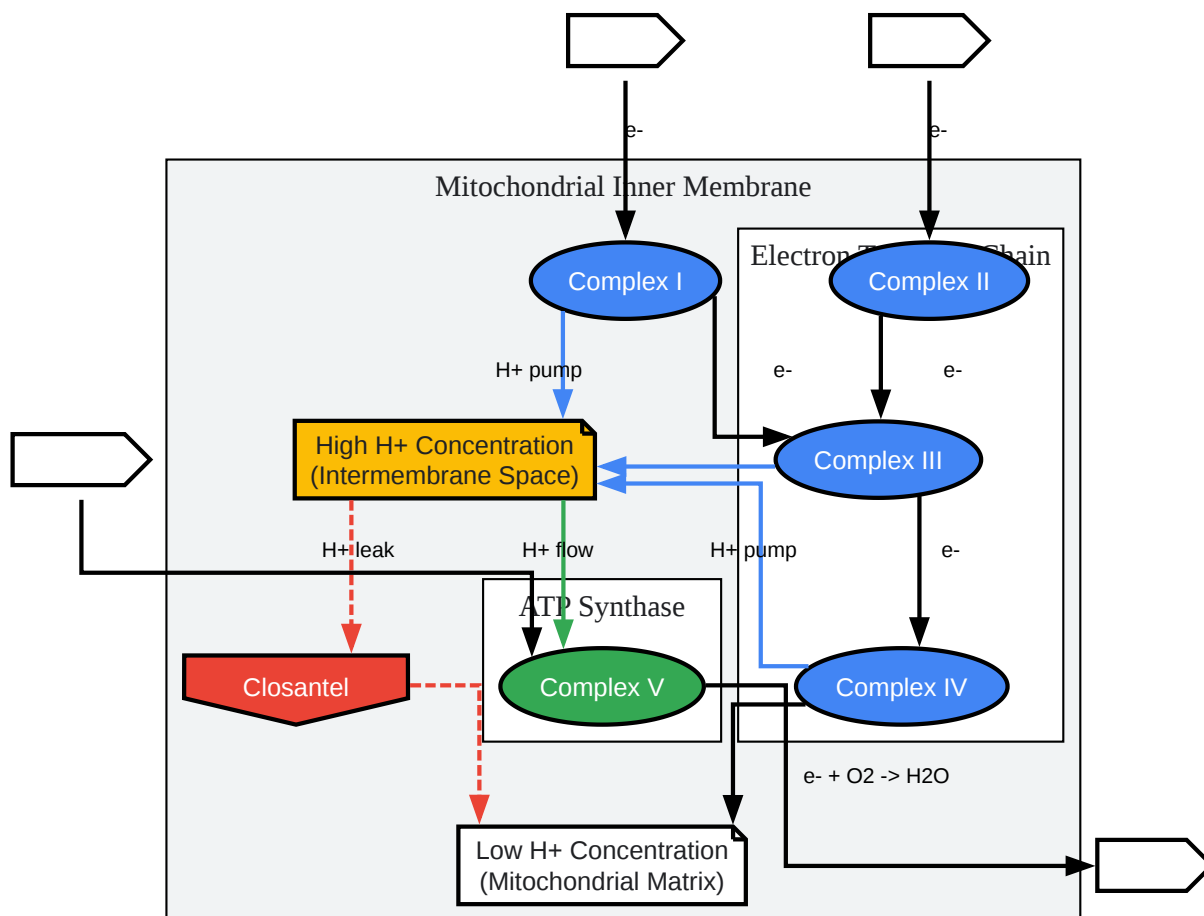 e-
e-
Mitochondrial Inner Membrane
Electron Chain
Complex I
Complex II
H+ pump
e-
e-
High H+ Concentration
(Intermembrane Space)
Complex III
H+ leak
H+ flow
H+ pump
e-
ATP Synthase
Closantel
Complex V
Complex IV
e- + O2 -> H2O
Low H+ Concentration
(Mitochondrial Matrix)